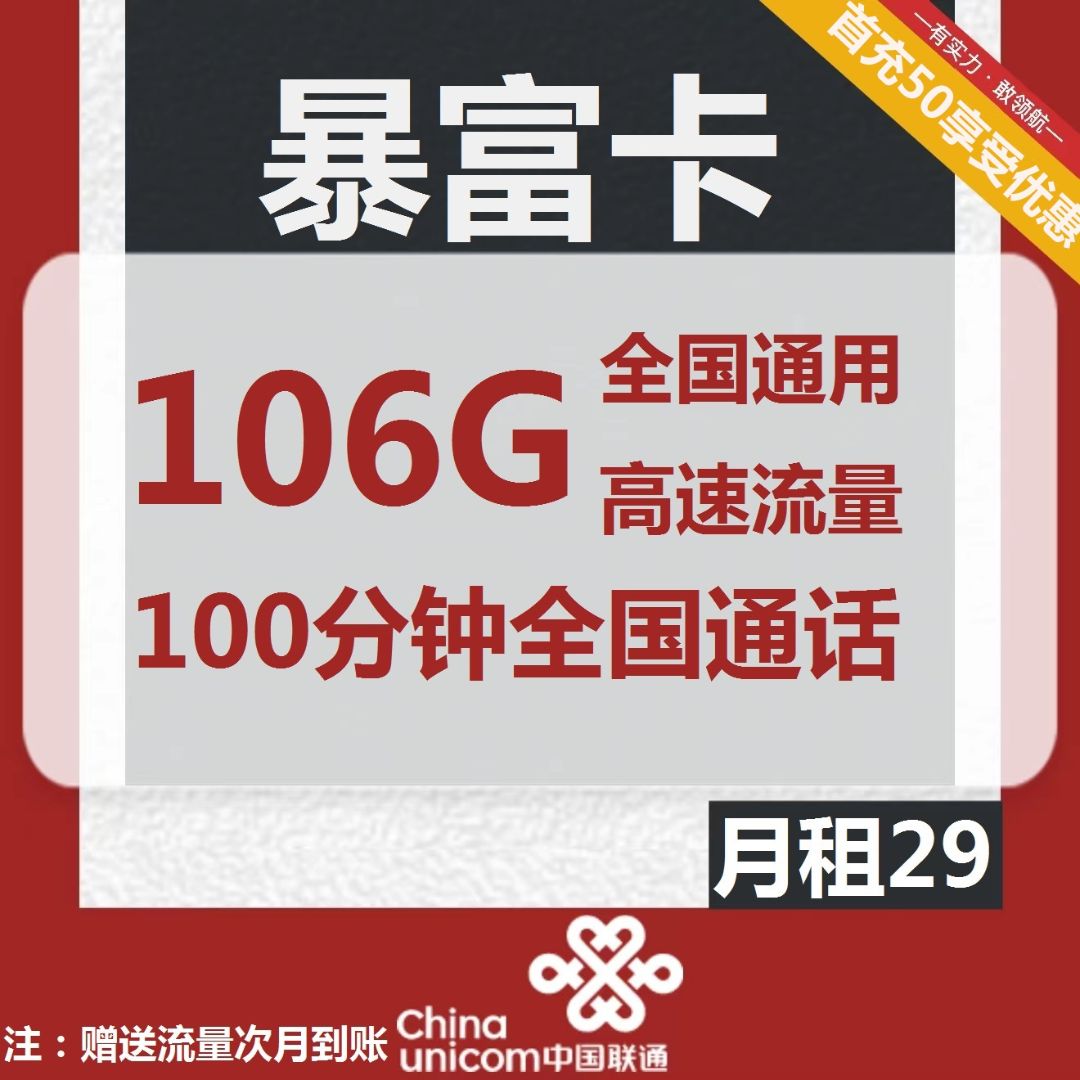 一有实力·敢领航一
首充50享受优惠
暴富卡
106G
全国通用
高速流量
100分钟全国通话
月租29
注：赠送流量次月到账
China
unicom中国联通